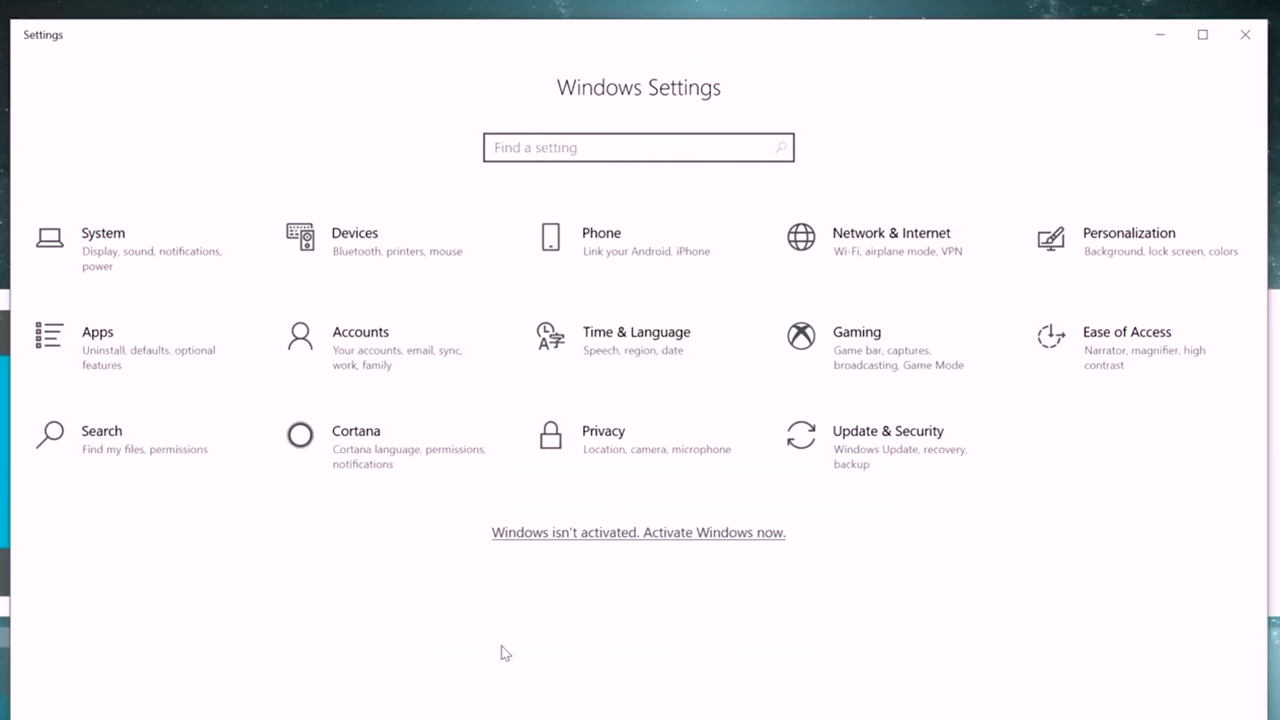 Settings
Windows Settings
Find a setting
System
Display, sound, notifications,
power
Devices
Bluetooth, printers, mouse
Phone
Link your Android, iPhone
Network & Internet
Wi-Fi, airplane mode, VPN
Personalization
Background, lock screen, colors
Apps
Uninstall, defaults, optional
features
Accounts
Your accounts, email, sync,
work, family
Time & Language
Speech, region, date
Gaming
Game bar, captures,
broadcasting, Game Mode
Ease of Access
Narrator, magnifier, high
contrast
Search
Find my files, permissions
Cortana
Cortana language, permissions,
notifications
Privacy
Location, camera, microphone
Update & Security
Windows Update, recovery,
backup
Windows isn't activated. Activate Windows now.